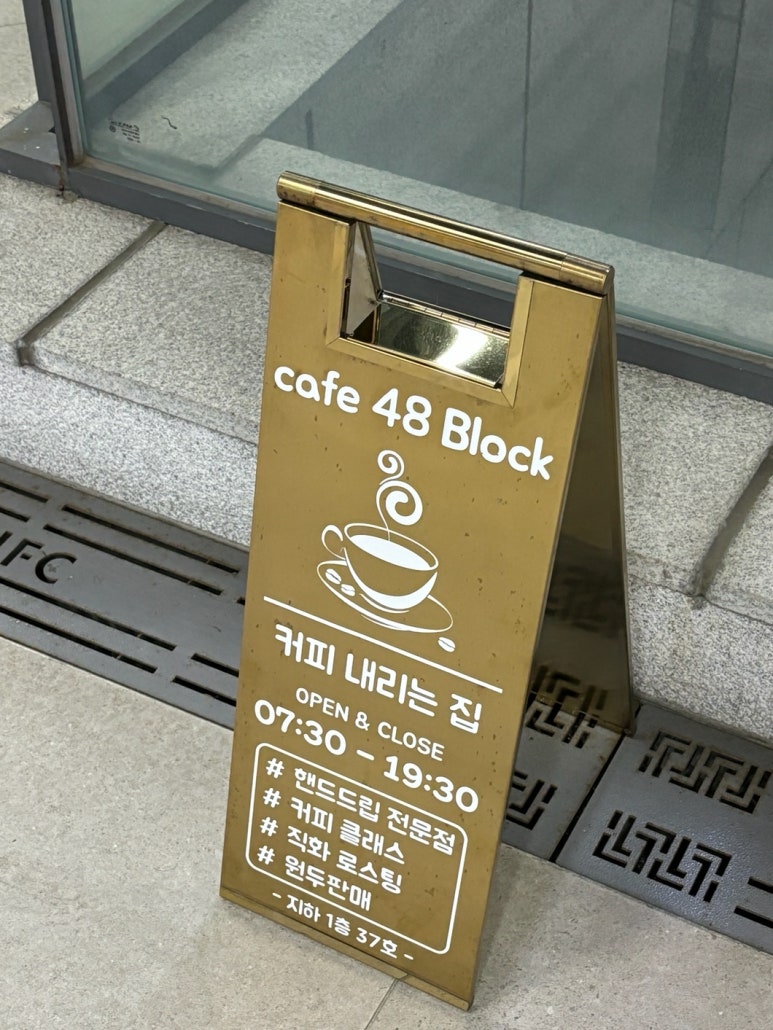 cafe 48 Block
커피 내리는 집
OPEN & CLOSE
07:30 - 19:30
# 핸드드립 전문점
# 커피 클래스
# 직화 로스팅
# 원두판매
- 지하 1층 37호 -